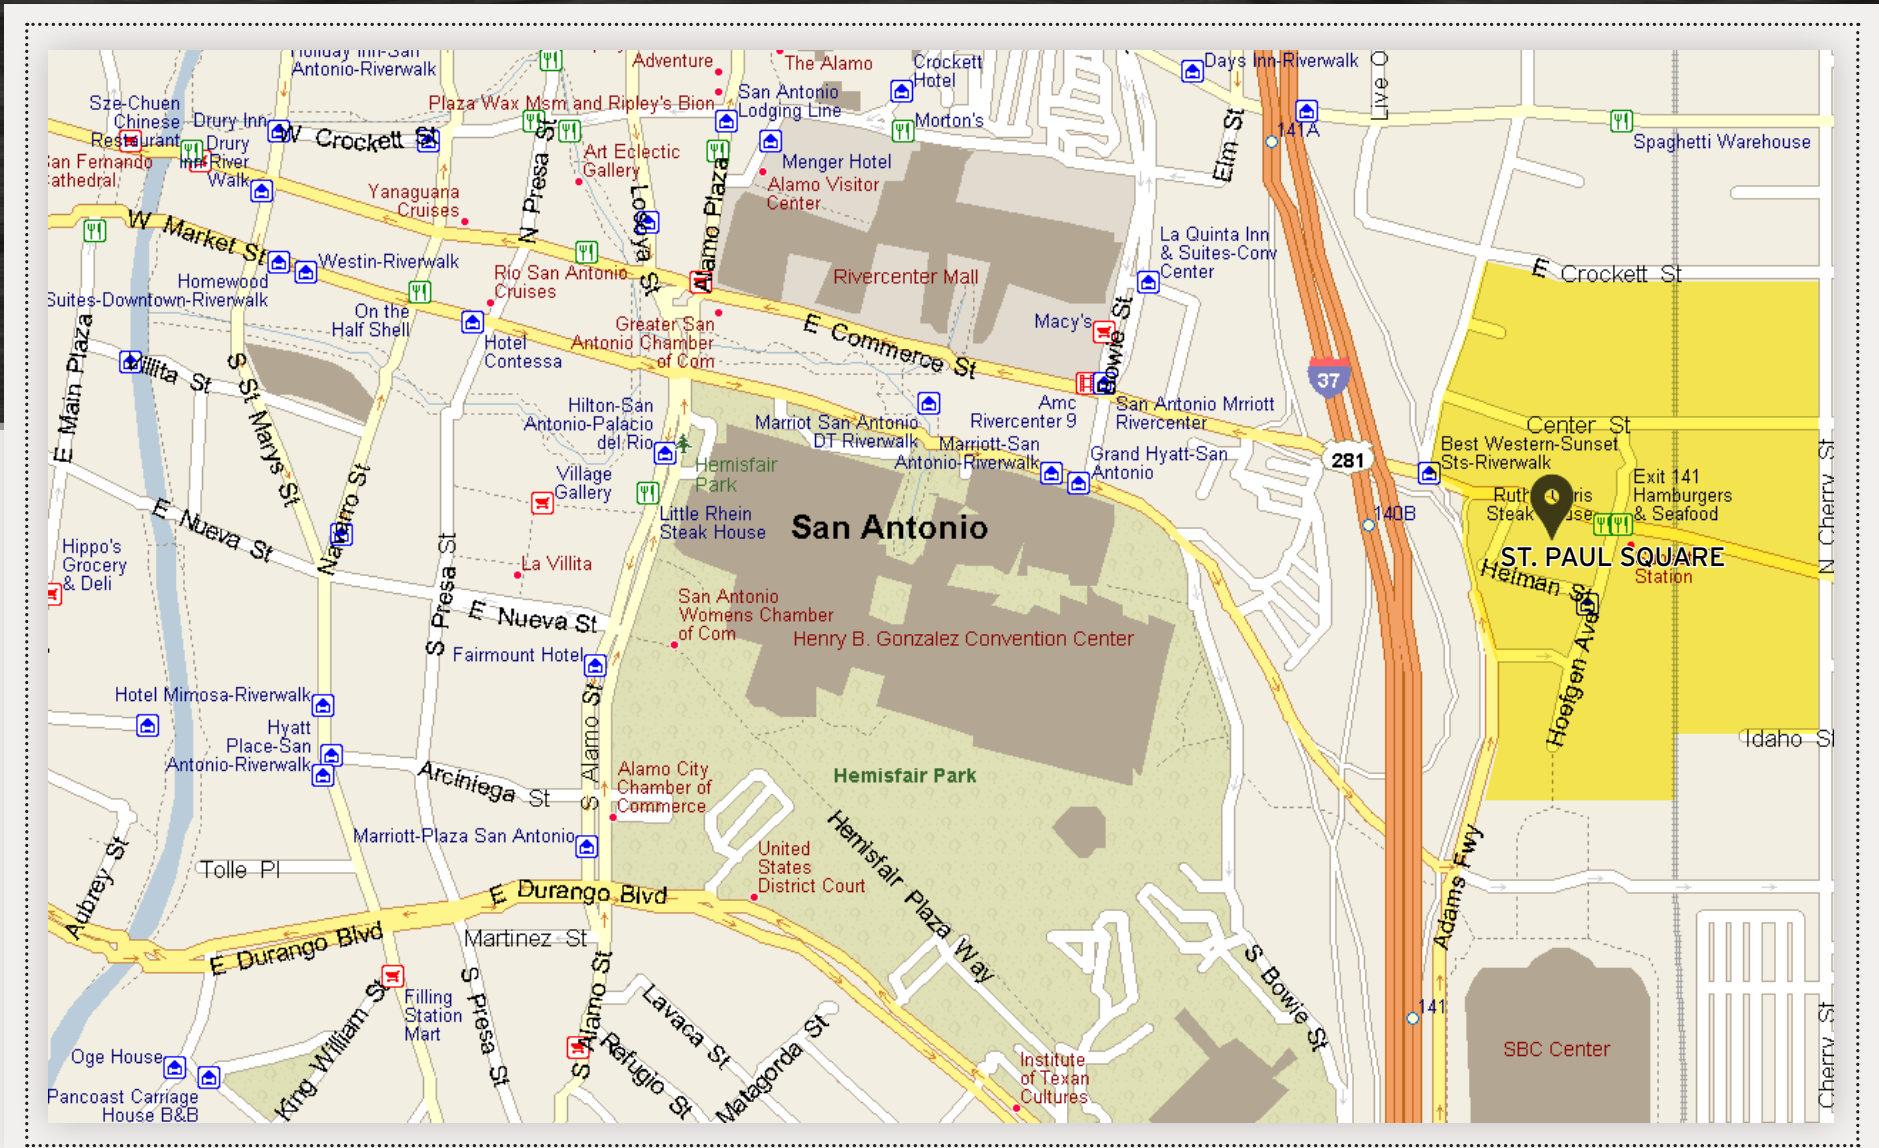 Holiday Inn-San
Antonio-Riverwalk
Adventure
The Alamo
Crockett
Hotel
Days Inn-Riverwalk
Live O
Sze-Chuen
Chinese
Restaurant
Drury Inn
W Crockett St
Plaza Wax Msm and Ripley's Bion
San Antonio
Lodging Line
Morton's
Elm St
141A
Spaghetti Warehouse
San Fernando
Cathedral
Drury
Inn-River
Walk
N Presa St
Art Eclectic
Gallery
Losoya St
Alamo Plaza
Menger Hotel
Alamo Visitor
Center
Yanaguana
Cruises
W Market St
Westin-Riverwalk
Homewood
Suites-Downtown-Riverwalk
Rio San Antonio
Cruises
Rivercenter Mall
La Quinta Inn
& Suites-Conv
Center
E Crockett St
On the
Half Shell
Hotel
Contessa
Greater San
Antonio Chamber
of Com
E Commerce St
Macy's
Bowie St
37
E Main Plaza
Villita St
S St Marys St
Hilton-San
Antonio-Palacio
del Rio
Marriot San Antonio
DT Riverwalk
Amc
Rivercenter 9
San Antonio Mrriott
Rivercenter
Marriott-San
Antonio-Riverwalk
Grand Hyatt-San
Antonio
281
Center St
Best Western-Sunset
Sts-Riverwalk
N Cherry St
Hemisfair
Park
Village
Gallery
Little Rhein
Steak House
San Antonio
140B
Exit 141
Hamburgers
& Seafood
ST. PAUL SQUARE
Station
Heiman St
E Nueva St
Navarro St
Hippo's
Grocery
& Deli
S Presa St
La Villita
E Nueva St
San Antonio
Womens Chamber
of Com
Henry B. Gonzalez Convention Center
Fairmount Hotel
Hoefgen Ave
Hotel Mimosa-Riverwalk
Hyatt
Place-San
Antonio-Riverwalk
S Alamo St
Idaho St
Arciniega St
Alamo City
Chamber of
Commerce
Hemisfair Park
Marriott-Plaza San Antonio
Hemisfair Plaza Way
Tolle Pl
Aubrey St
United
States
District Court
E Durango Blvd
E Durango Blvd
Martinez St
Adams Fwy
S Bowie St
Filling
Station
Mart
S Presa St
S Alamo St
Lavaca St
Refugio St
Matagorda St
King William St
Oge House
Pancoast Carriage
House B&B
Institute
of Texan
Cultures
141
SBC Center
Cherry St